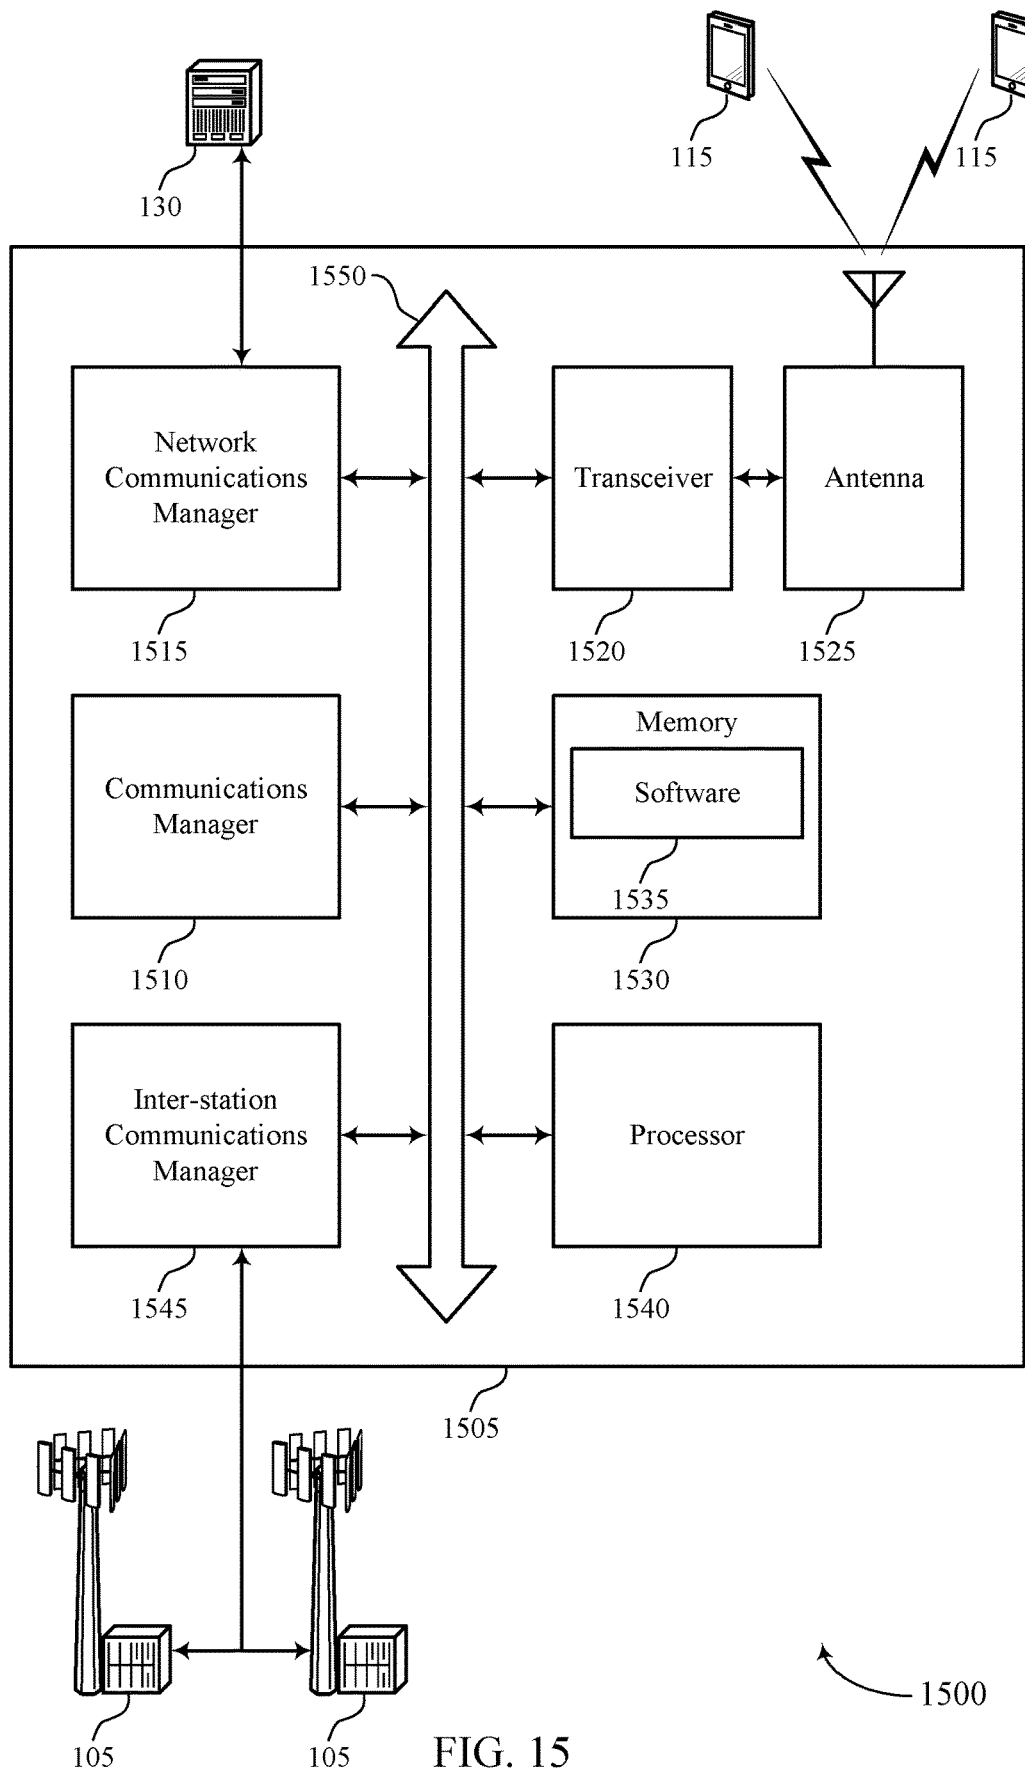 115
115
130
1550
Network
Communications
Manager
Transceiver
Antenna
1515
1520
1525
Communications
Manager
Memory
Software
1535
1510
1530
Inter-station
Communications
Manager
Processor
1545
1540
1505
1500
105
105
FIG. 15